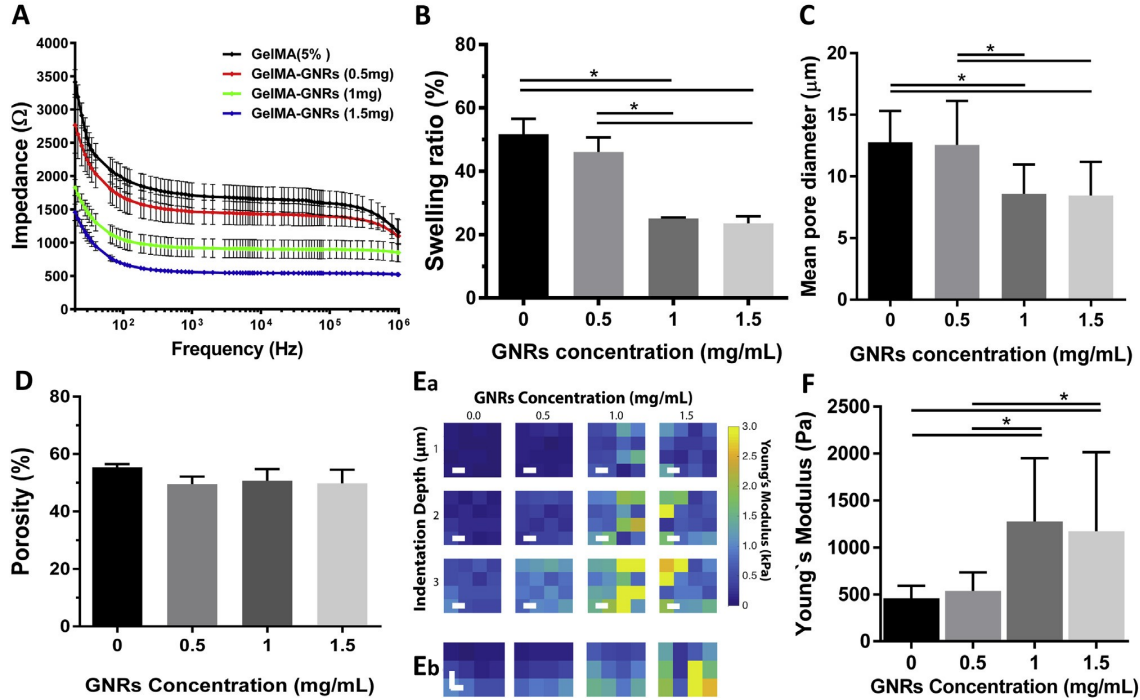 A
4000
3500
3000
2500
2000
1500
1000
500
0
Impedance (Ω)
GelMA(5% )
GelMA-GNRs (0.5mg)
GelMA-GNRs (1mg)
GelMA-GNRs (1.5mg)
10²
10³
10⁴
10⁵
10⁶
Frequency (Hz)
B
80
60
40
20
0
Swelling ratio (%)
*
*
0 0.5 1 1.5
GNRs concentration (mg/mL)
C
20
15
10
5
0
Mean pore diameter (μm)
*
*
0 0.5 1 1.5
GNRs concentration (mg/mL)
D
80
60
40
20
0
Porosity (%)
0 0.5 1 1.5
GNRs Concentration (mg/mL)
Ea
GNRs Concentration (mg/mL)
0.0 0.5 1.0 1.5
Indentation Depth (μm)
1
2
3
3.0
2.5
2.0
1.5
1.0
0.5
0
Young's Modulus (kPa)
Eb
F
2500
2000
1500
1000
500
0
Young`s Modulus (Pa)
*
*
0 0.5 1 1.5
GNRs Concentration (mg/mL)